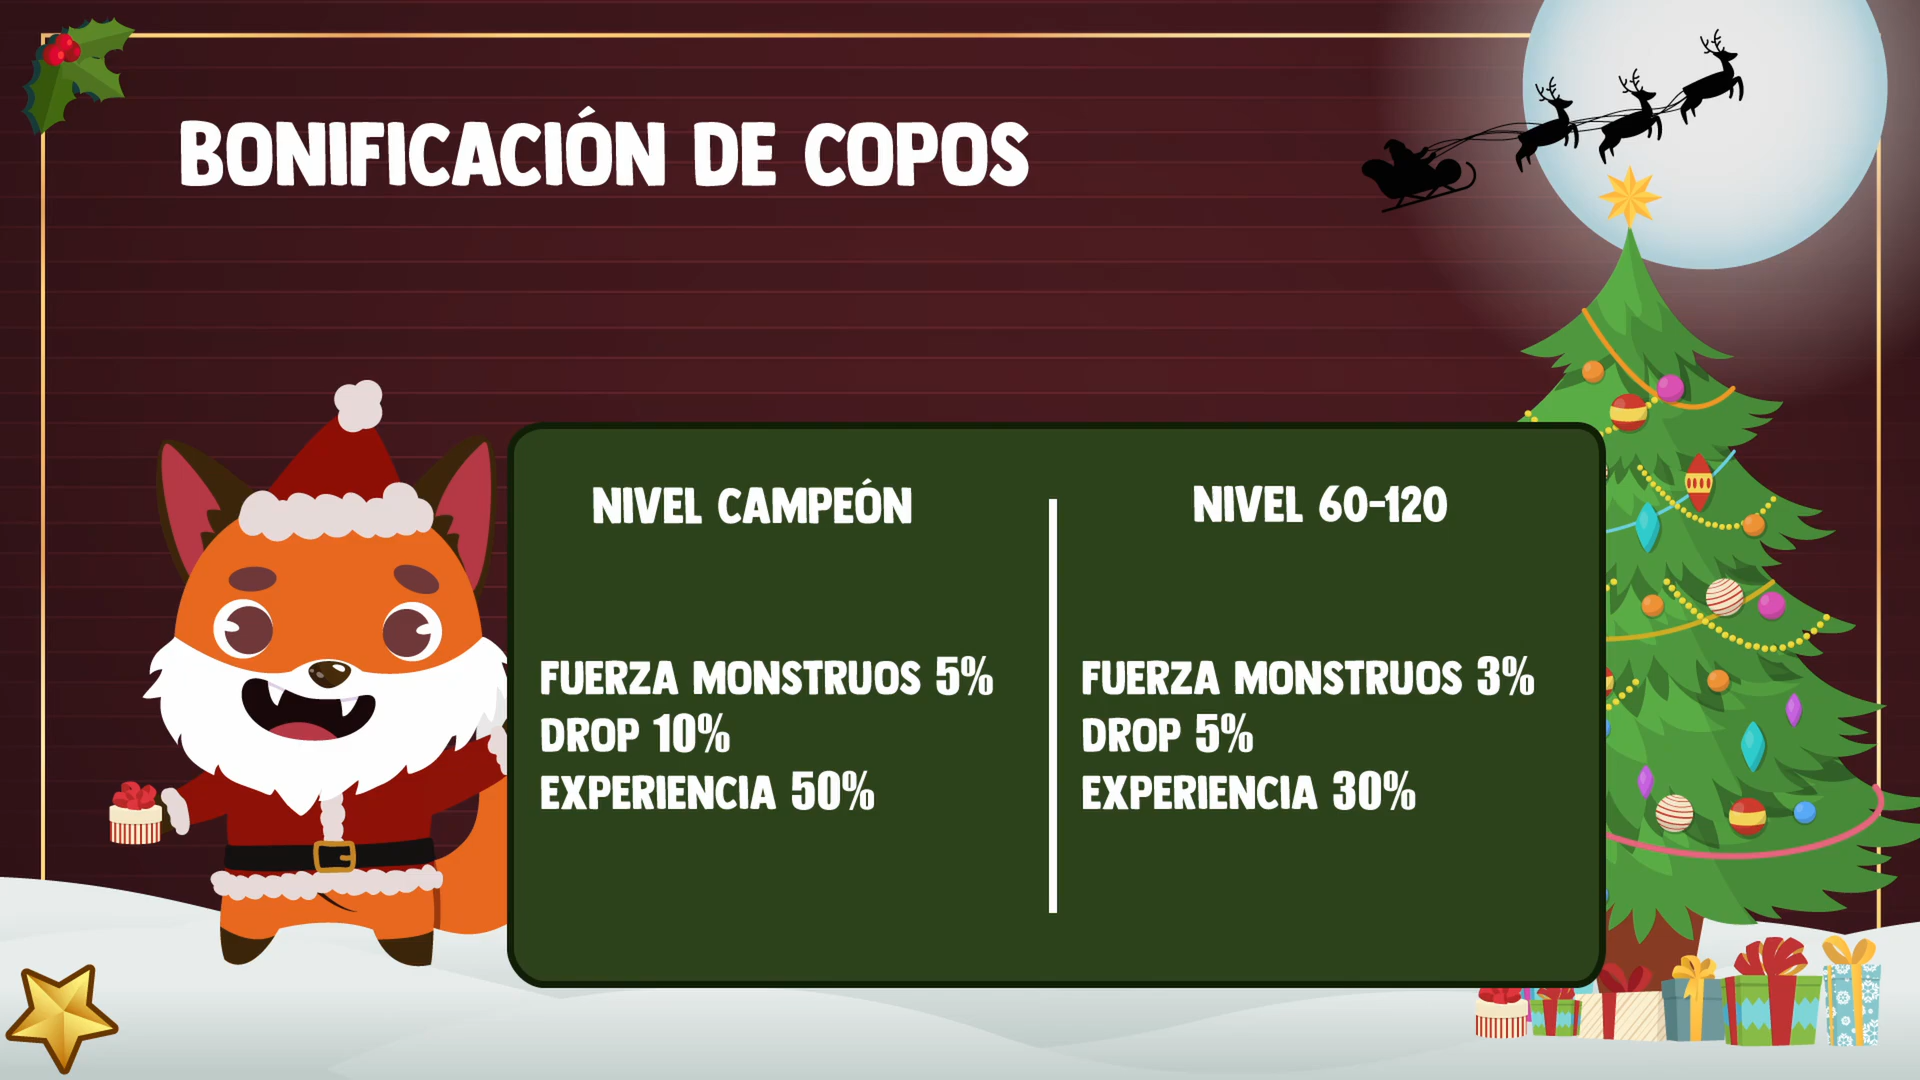 BONIFICACIÓN DE COPOS
NIVEL CAMPEÓN
FUERZA MONSTRUOS 5%
DROP 10%
EXPERIENCIA 50%
NIVEL 60-120
FUERZA MONSTRUOS 3%
DROP 5%
EXPERIENCIA 30%